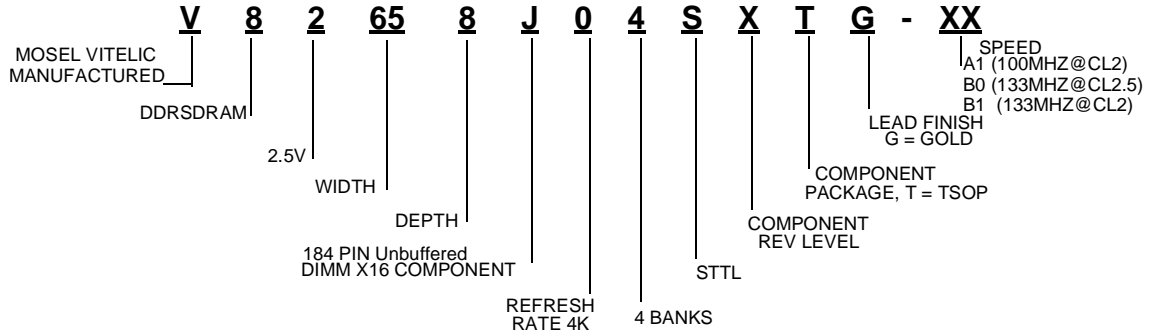 V 8 2 65 8 J 0 4 S X T G - XX
MOSEL VITELIC
MANUFACTURED
SPEED
A1 (100MHZ@CL2)
B0 (133MHZ@CL2.5)
B1 (133MHZ@CL2)
DDRSDRAM
LEAD FINISH
G = GOLD
2.5V
COMPONENT
PACKAGE, T = TSOP
WIDTH
DEPTH
COMPONENT
REV LEVEL
184 PIN Unbuffered
DIMM X16 COMPONENT
STTL
REFRESH
RATE 4K
4 BANKS